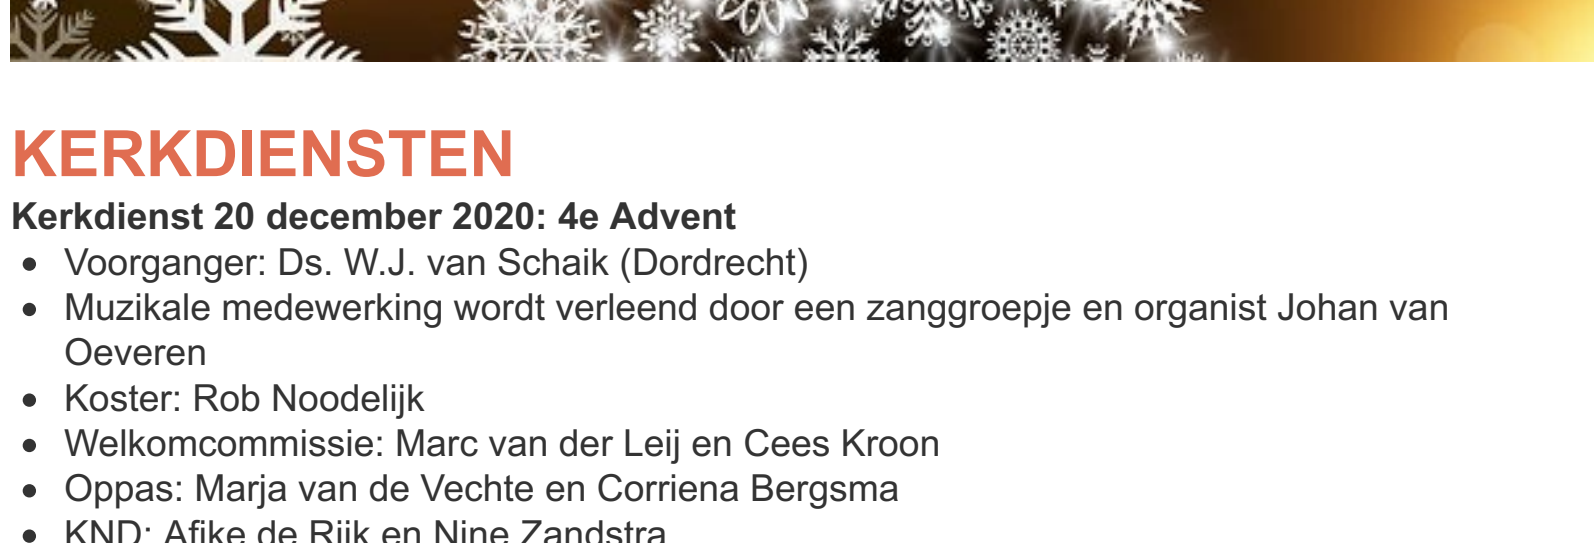 KERKDIENSTEN
Kerkdienst 20 december 2020: 4e Advent
• Voorganger: Ds. W.J. van Schaik (Dordrecht)
• Muzikale medewerking wordt verleend door een zanggroepje en organist Johan van
Oeveren
• Koster: Rob Noodelijk
• Welkomcommissie: Marc van der Leij en Cees Kroon
• Oppas: Marja van de Vechte en Corriena Bergsma
• KND: Afike de Rijk en Nine Zandstra